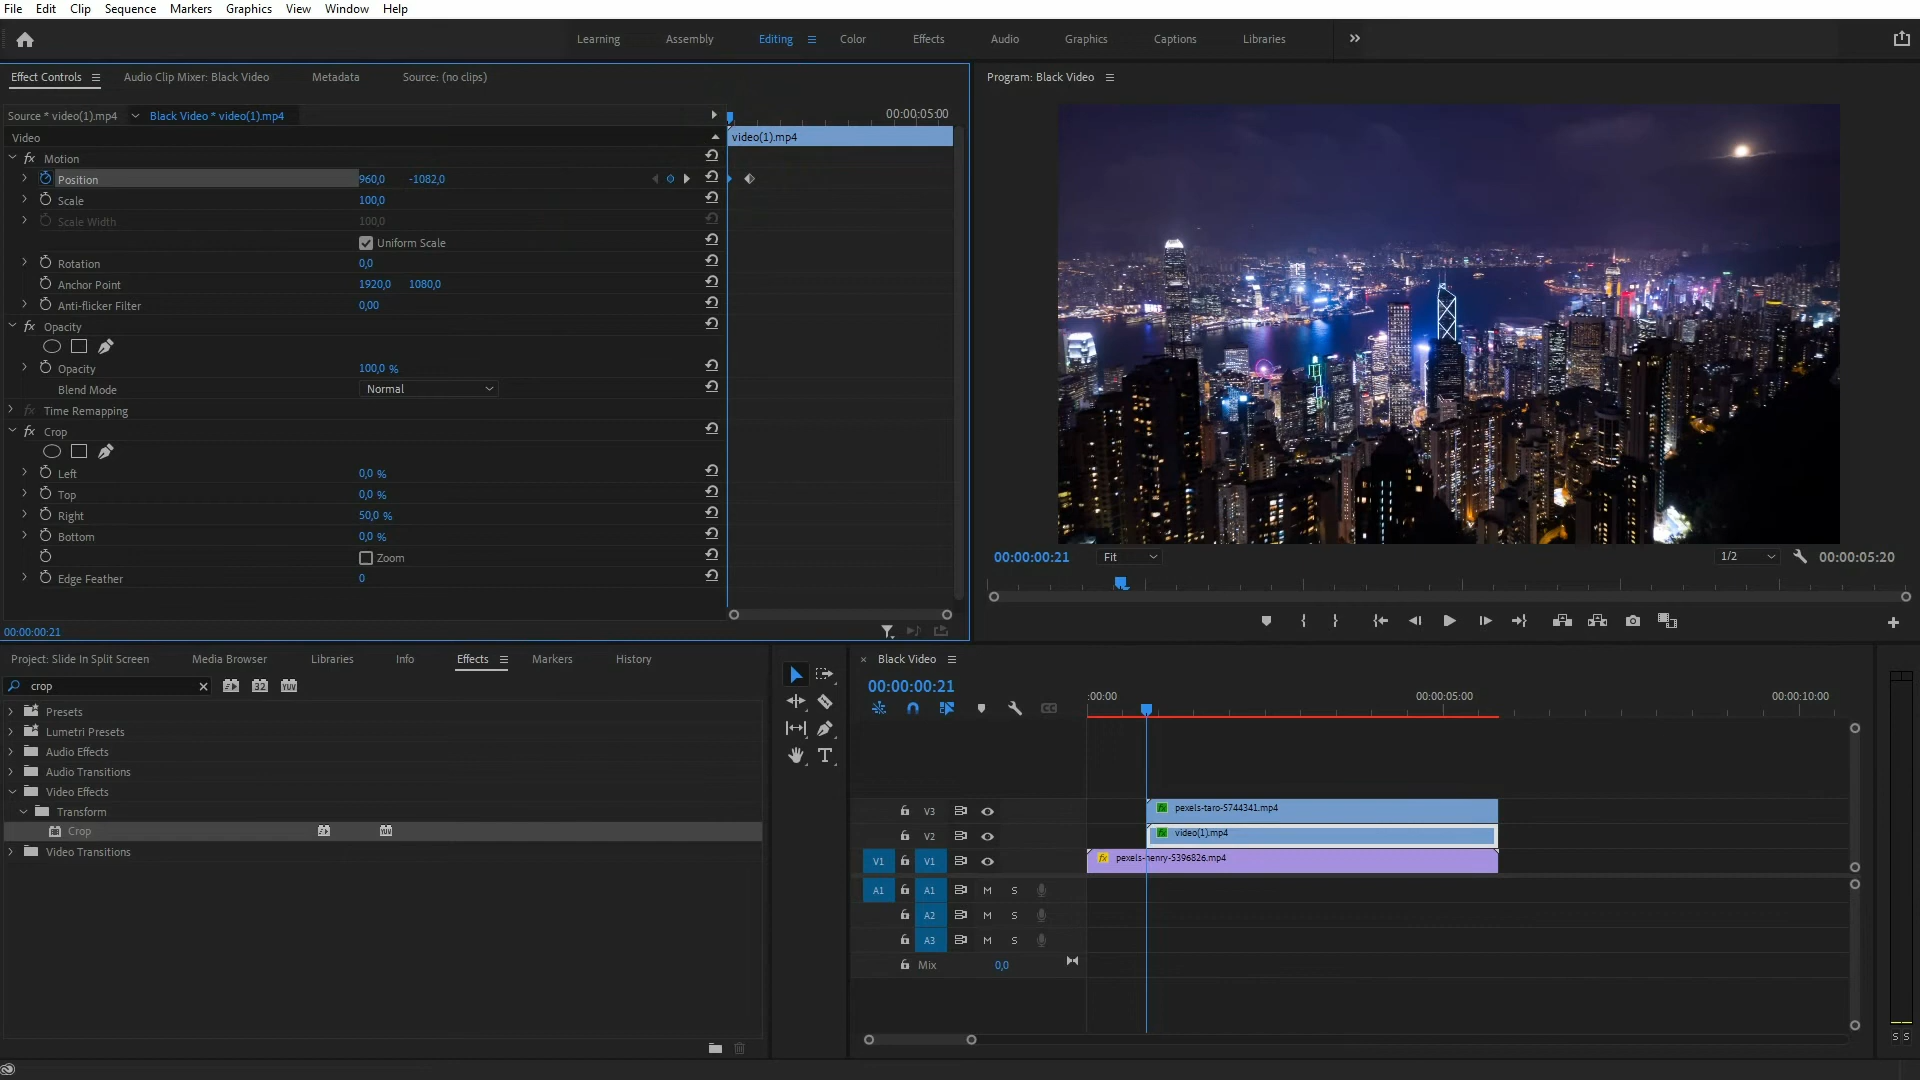 File Edit Clip Sequence Markers Graphics View Window Help
Learning Assembly Editing Color Effects Audio Graphics Captions Libraries
Effect Controls Audio Clip Mixer: Black Video Metadata Source: (no clips)
Program: Black Video
Source * video(1).mp4 Black Video * video(1).mp4 00:00:05:00
Video video(1).mp4
fx Motion
Position 960,0 -1082,0
Scale 100,0
Scale Width 100,0
Uniform Scale
Rotation 0,0
Anchor Point 1920,0 1080,0
Anti-flicker Filter 0,00
fx Opacity
Opacity 100,0 %
Blend Mode Normal
fx Time Remapping
fx Crop
Left 0,0 %
Top 0,0 %
Right 50,0 %
Bottom 0,0 %
Zoom
Edge Feather 0
00:00:00:21
00:00:00:21 Fit 1/2 00:00:05:20
Project: Slide In Split Screen Media Browser Libraries Info Effects Markers History
crop 32 YUV
Presets
Lumetri Presets
Audio Effects
Audio Transitions
Video Effects
Transform
Crop YUV
Video Transitions
× Black Video
00:00:00:21
:00:00 00:00:05:00 00:00:10:00
CC
V3 fx pexels-taro-5744341.mp4
V2 fx video(1).mp4
V1 V1 fx pexels-henry-5396826.mp4
A1 A1 M S
A2 M S
A3 M S
Mix 0,0
S S